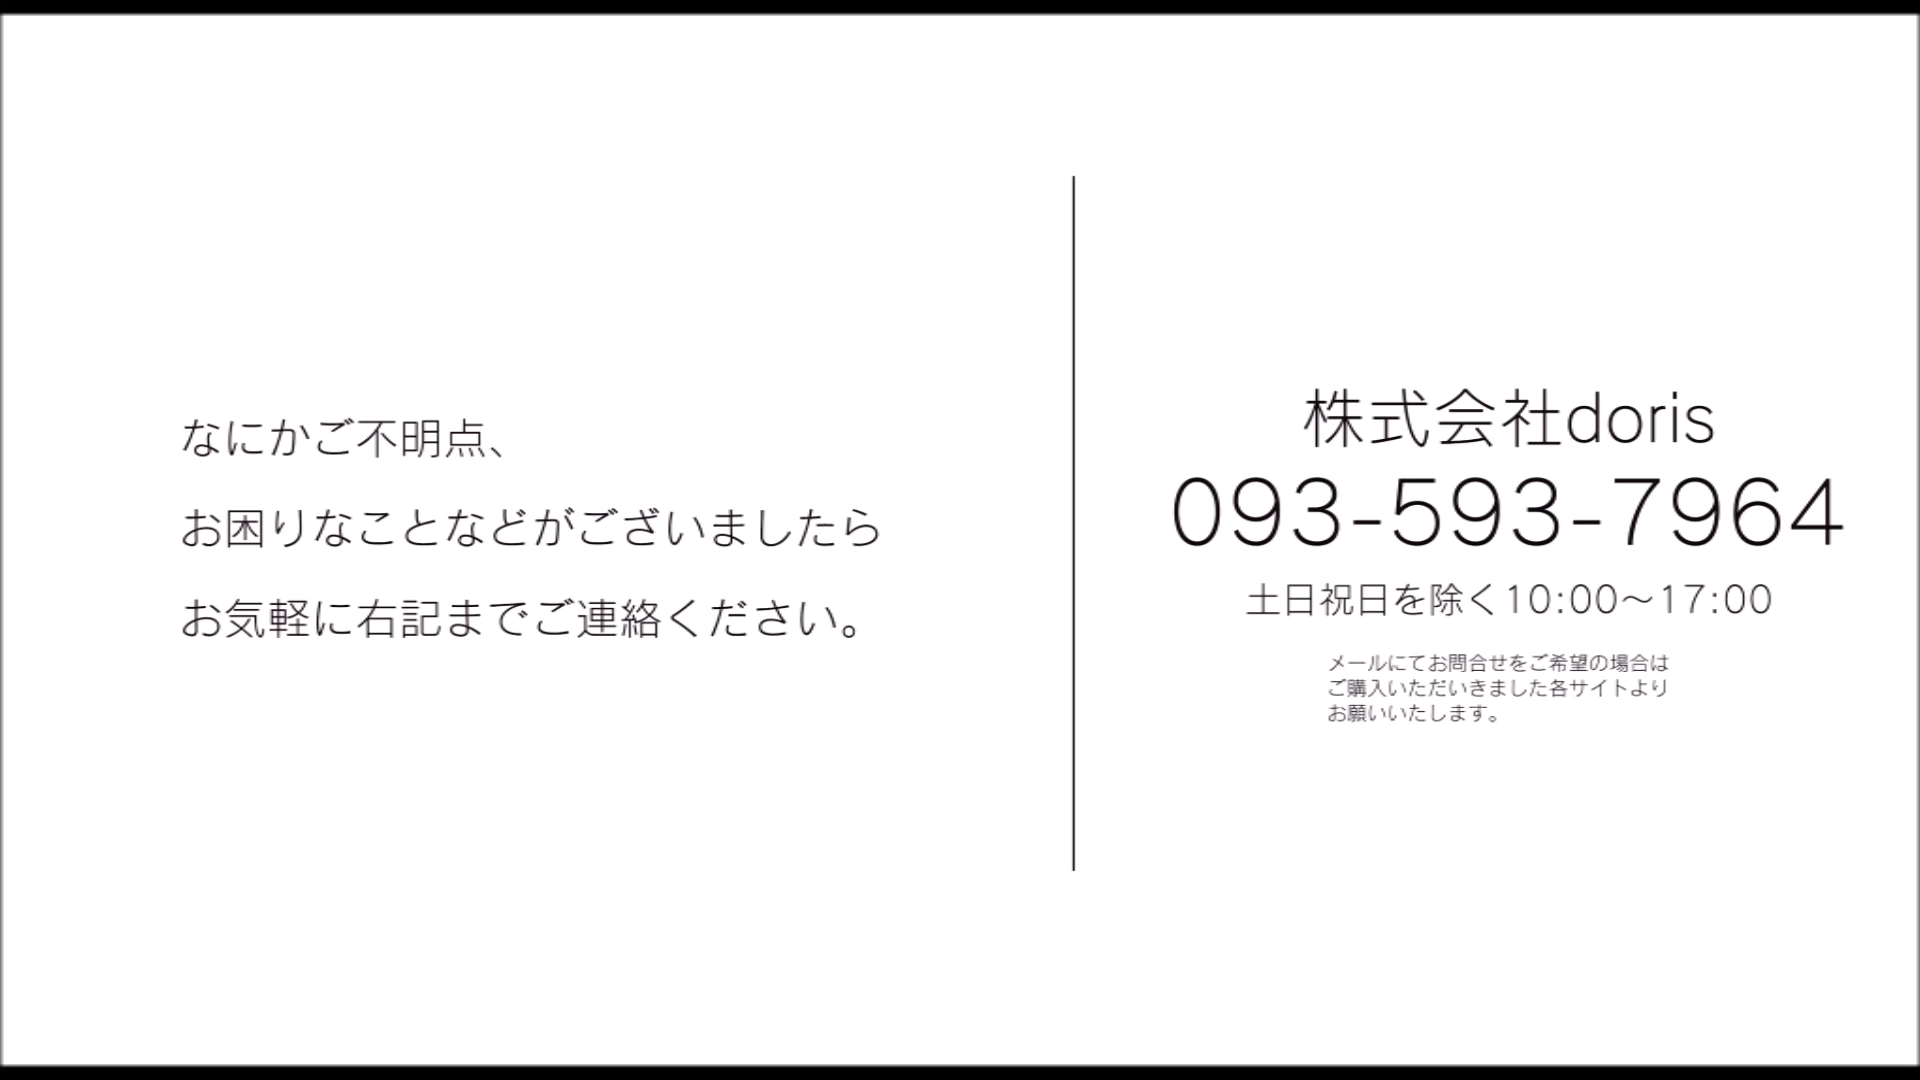 なにかご不明点、
お困りなことなどがございましたら
お気軽に右記までご連絡ください。
株式会社doris
093-593-7964
土日祝日を除く10:00〜17:00
メールにてお問合せをご希望の場合は
ご購入いただいきました各サイトより
お願いいたします。